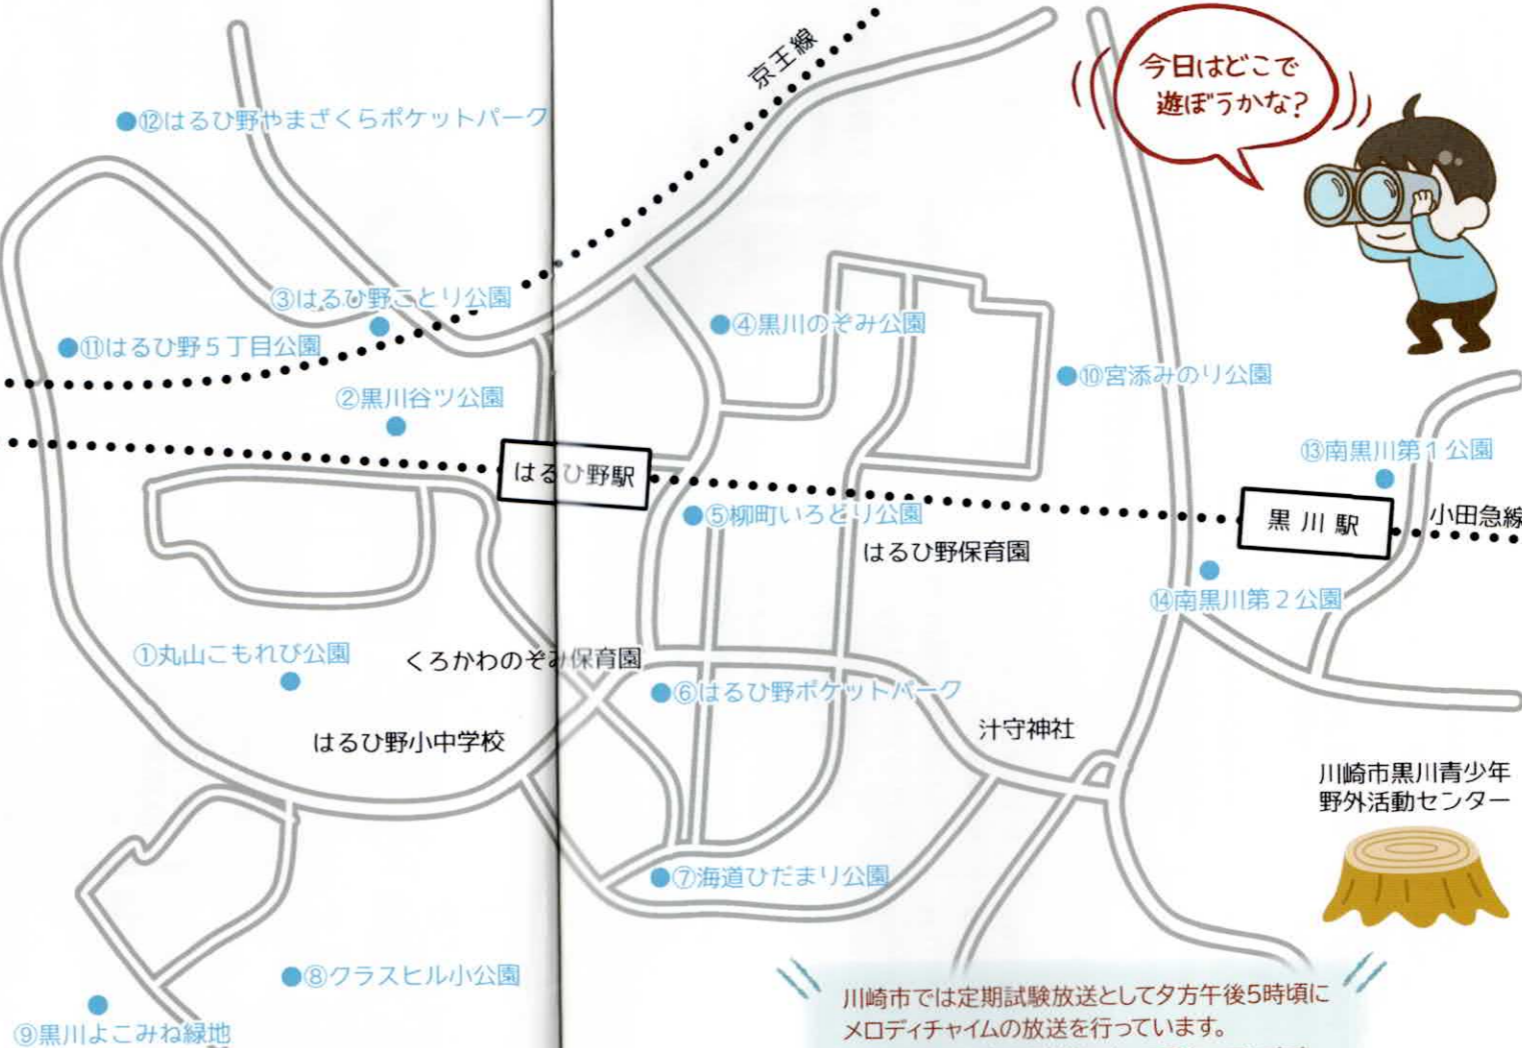 京王線
今日はどこで
遊ぼうかな?
●⑫はるひ野やまざくらポケットパーク
③はるひ野ことり公園
●④黒川のぞみ公園
●⑪はるひ野5丁目公園
●⑩宮添みのり公園
②黒川谷ツ公園
⑬南黒川第1公園
はるひ野駅
●⑤柳町いろどり公園
黒川駅
小田急線
はるひ野保育園
⑭南黒川第2公園
①丸山こもれび公園
くろかわのぞみ保育園
●⑥はるひ野ポケットパーク
はるひ野小中学校
汁守神社
川崎市黒川青少年
野外活動センター
●⑦海道ひだまり公園
●⑧クラスヒル小公園
⑨黒川よこみね緑地
川崎市では定期試験放送として夕方午後5時頃に
メロディチャイムの放送を行っています。